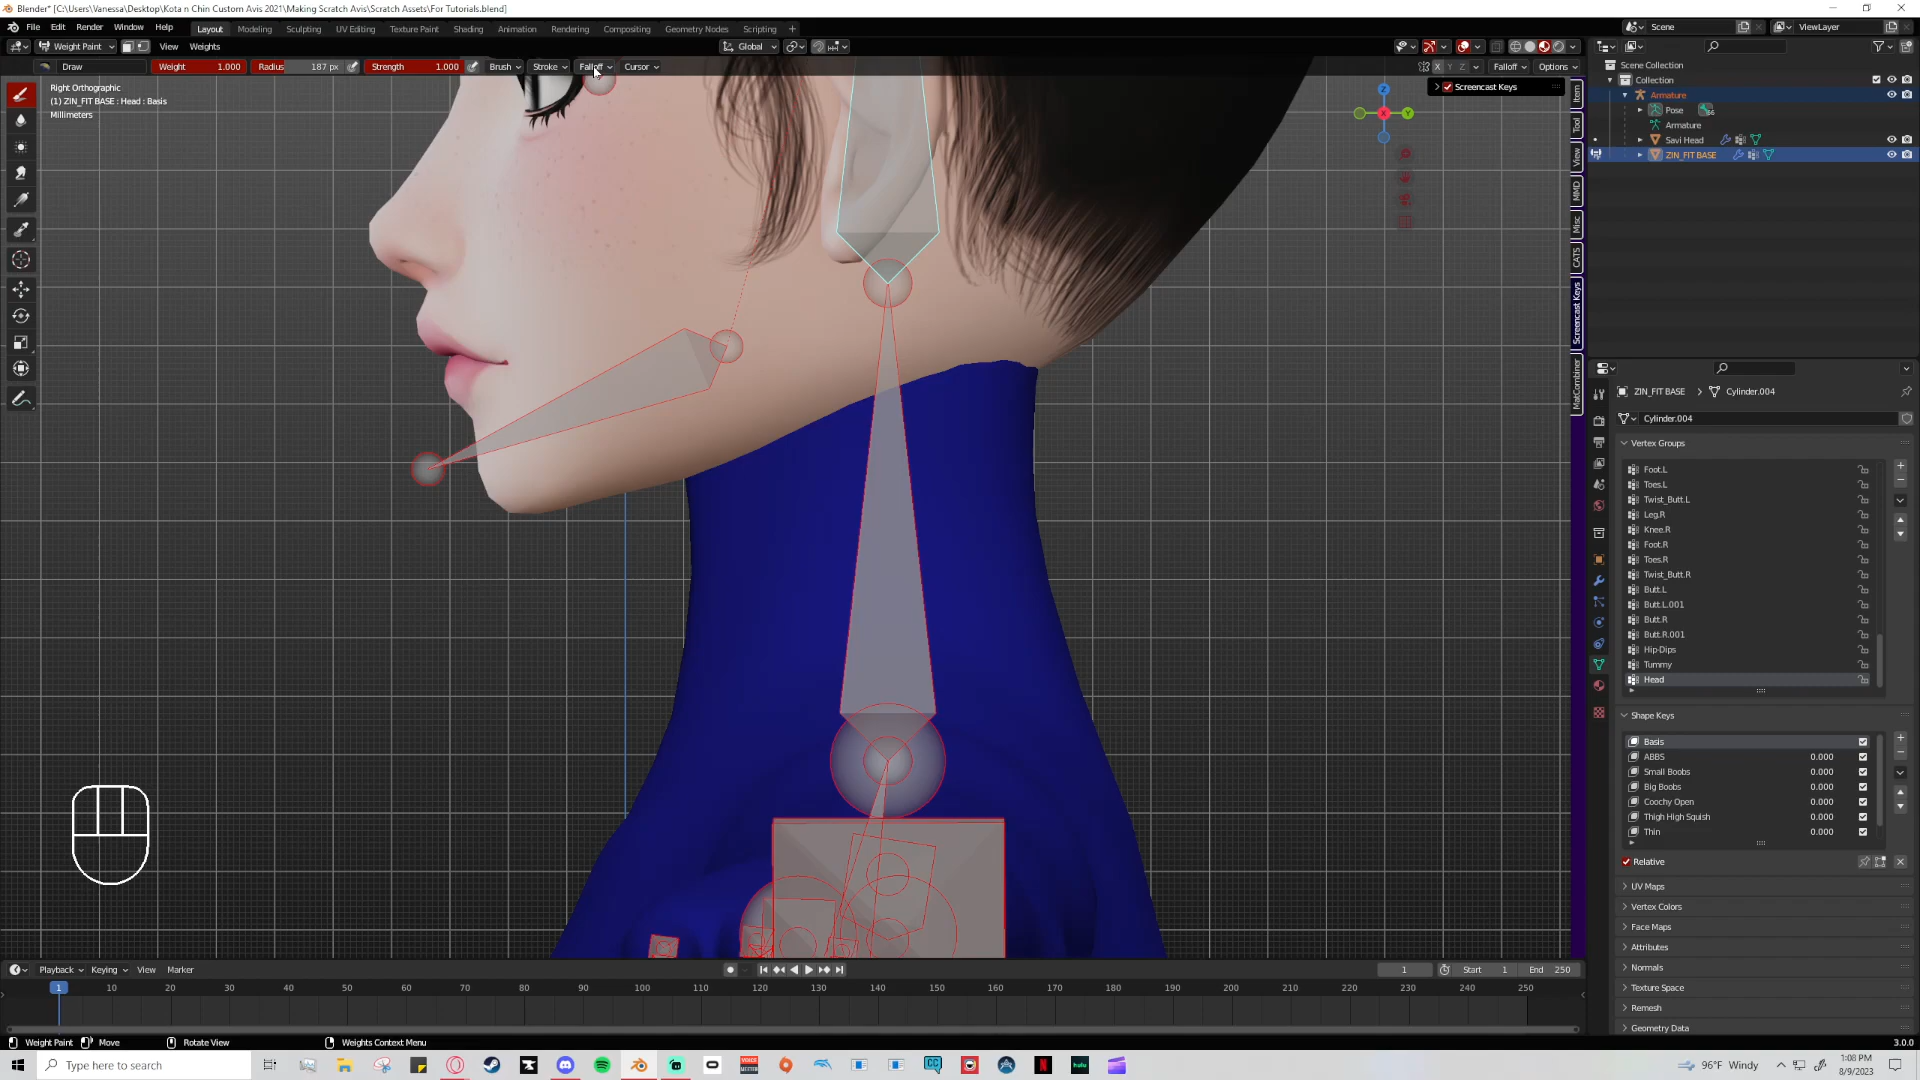 Blender* [C:\Users\Vanessa\Desktop\Kota n Chin Custom Avis 2021\Making Scratch Avis\Scratch Assets\For Tutorials.blend]
File Edit Render Window Help Layout Modeling Sculpting UV Editing Texture Paint Shading Animation Rendering Compositing Geometry Nodes Scripting + Scene ViewLayer
Weight Paint View Weights Global
Draw Weight 1.000 Radius 187 px Strength 1.000 Brush Stroke Falloff Cursor X Y Z Falloff Options
Right Orthographic
(1) ZIN_FIT BASE : Head : Basis
Millimeters
Screencast Keys
Z
X
Y
Item
Tool
View
MMD
Misc
CATS
Screencast Keys
MatCombiner
Scene Collection
Collection
Armature
Pose
Armature
Savi Head
ZIN_FIT BASE
ZIN_FIT BASE > Cylinder.004
Cylinder.004
Vertex Groups
Foot.L
Toes.L
Twist_Butt.L
Leg.R
Knee.R
Foot.R
Toes.R
Twist_Butt.R
Butt.L
Butt.L.001
Butt.R
Butt.R.001
Hip-Dips
Tummy
Head
Shape Keys
Basis
ABBS 0.000
Small Boobs 0.000
Big Boobs 0.000
Coochy Open 0.000
Thigh High Squish 0.000
Thin 0.000
Relative
UV Maps
Vertex Colors
Face Maps
Attributes
Normals
Texture Space
Remesh
Geometry Data
Playback Keying View Marker 1 Start 1 End 250
1 10 20 30 40 50 60 70 80 90 100 110 120 130 140 150 160 170 180 190 200 210 220 230 240 250
Weight Paint Move Rotate View Weights Context Menu 3.0.0
Type here to search 96°F Windy 1:08 PM
8/9/2023